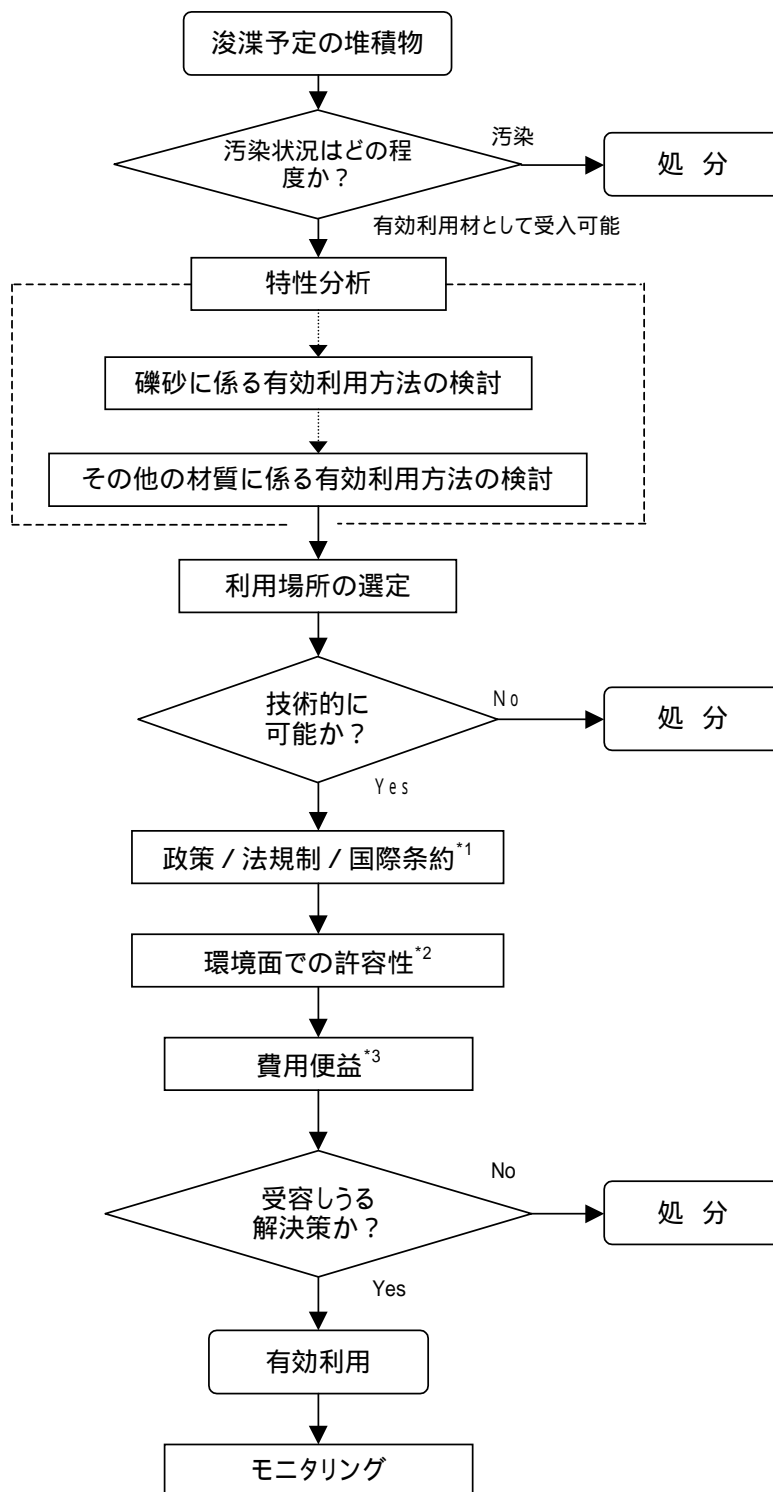 浚渫予定の堆積物
汚染状況はどの程
度か？
汚染
処 分
有効利用材として受入可能
特性分析
礫砂に係る有効利用方法の検討
その他の材質に係る有効利用方法の検討
利用場所の選定
技術的に
可能か？
No
処 分
Yes
政策 / 法規制 / 国際条約*1
環境面での許容性*2
費用便益*3
受容しうる
解決策か？
No
処 分
Yes
有効利用
モニタリング